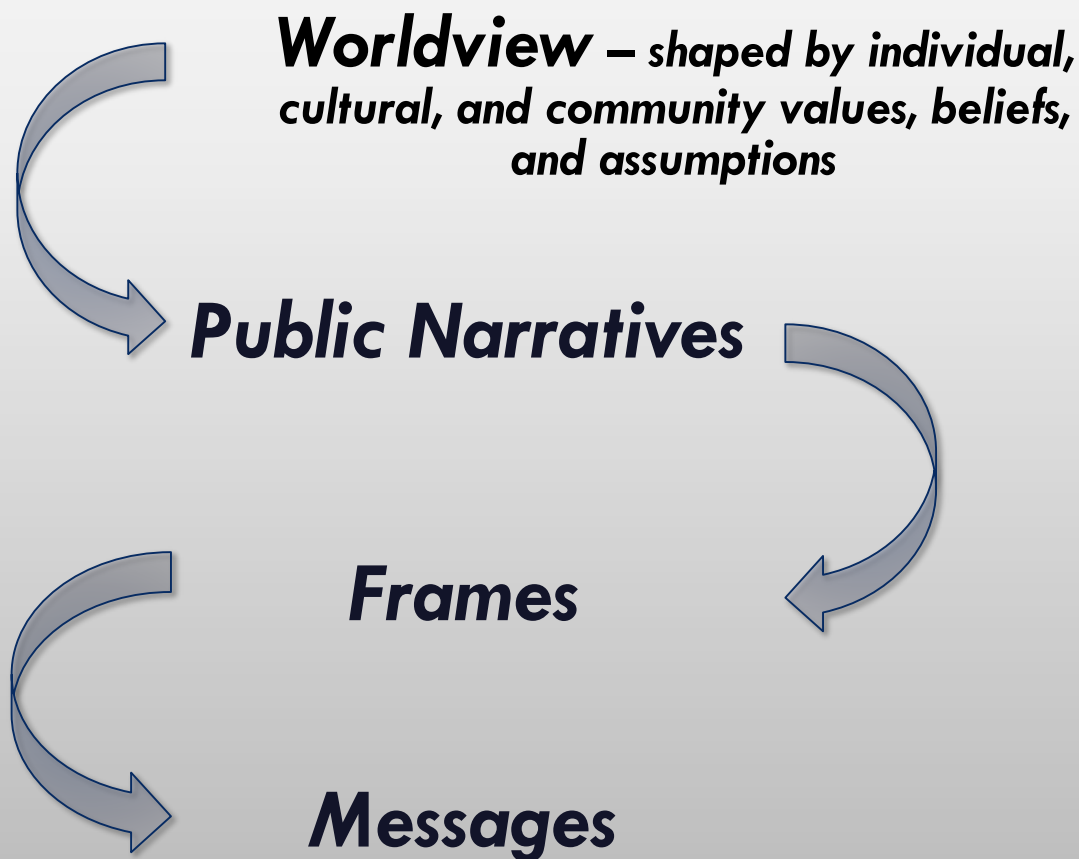 Worldview – shaped by individual,
cultural, and community values, beliefs,
and assumptions
Public Narratives
Frames
Messages